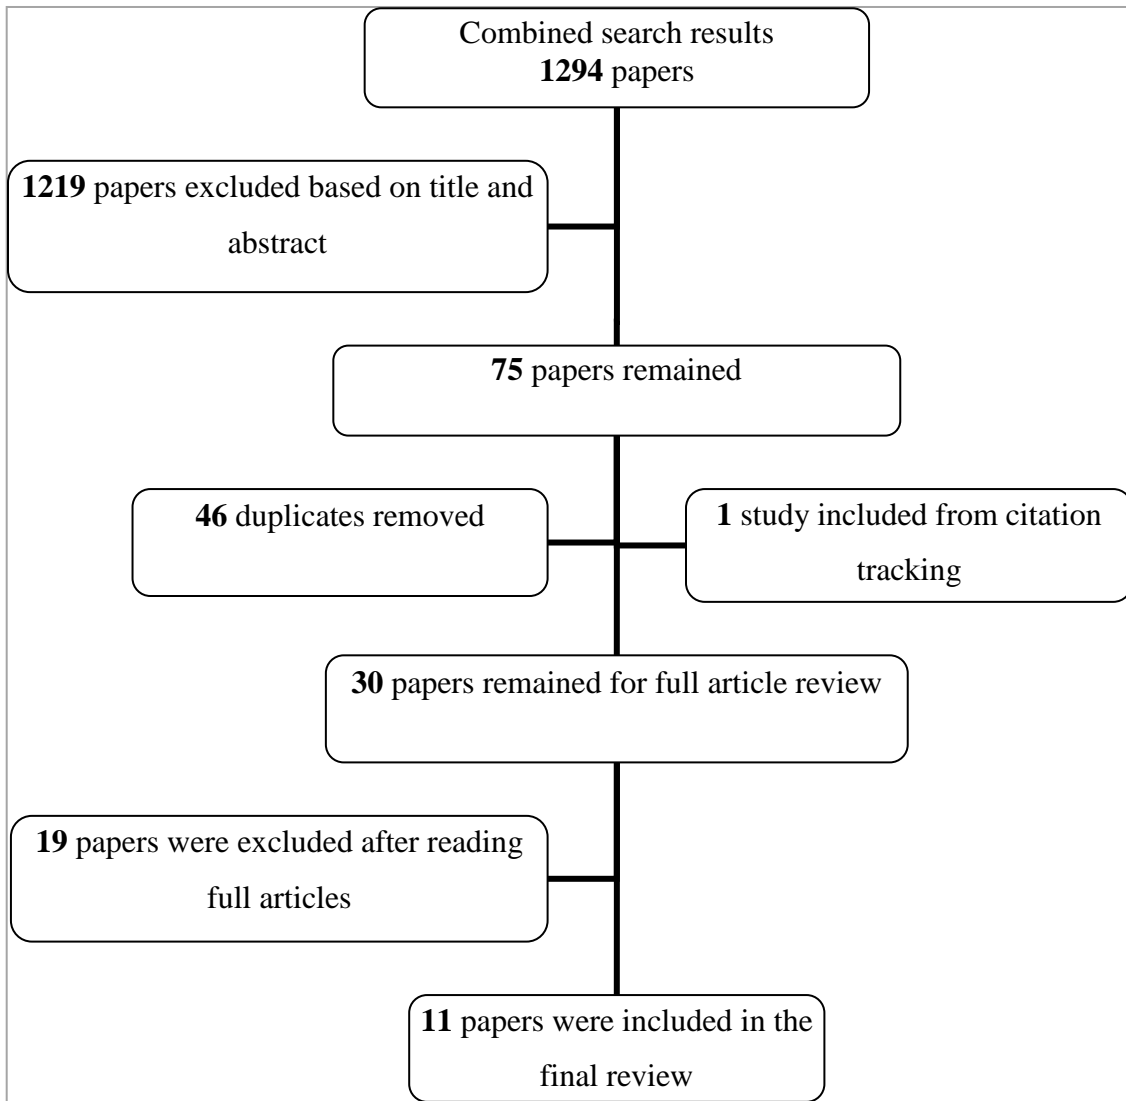 Combined search results
1294 papers
1219 papers excluded based on title and
abstract
75 papers remained
46 duplicates removed
1 study included from citation
tracking
30 papers remained for full article review
19 papers were excluded after reading
full articles
11 papers were included in the
final review